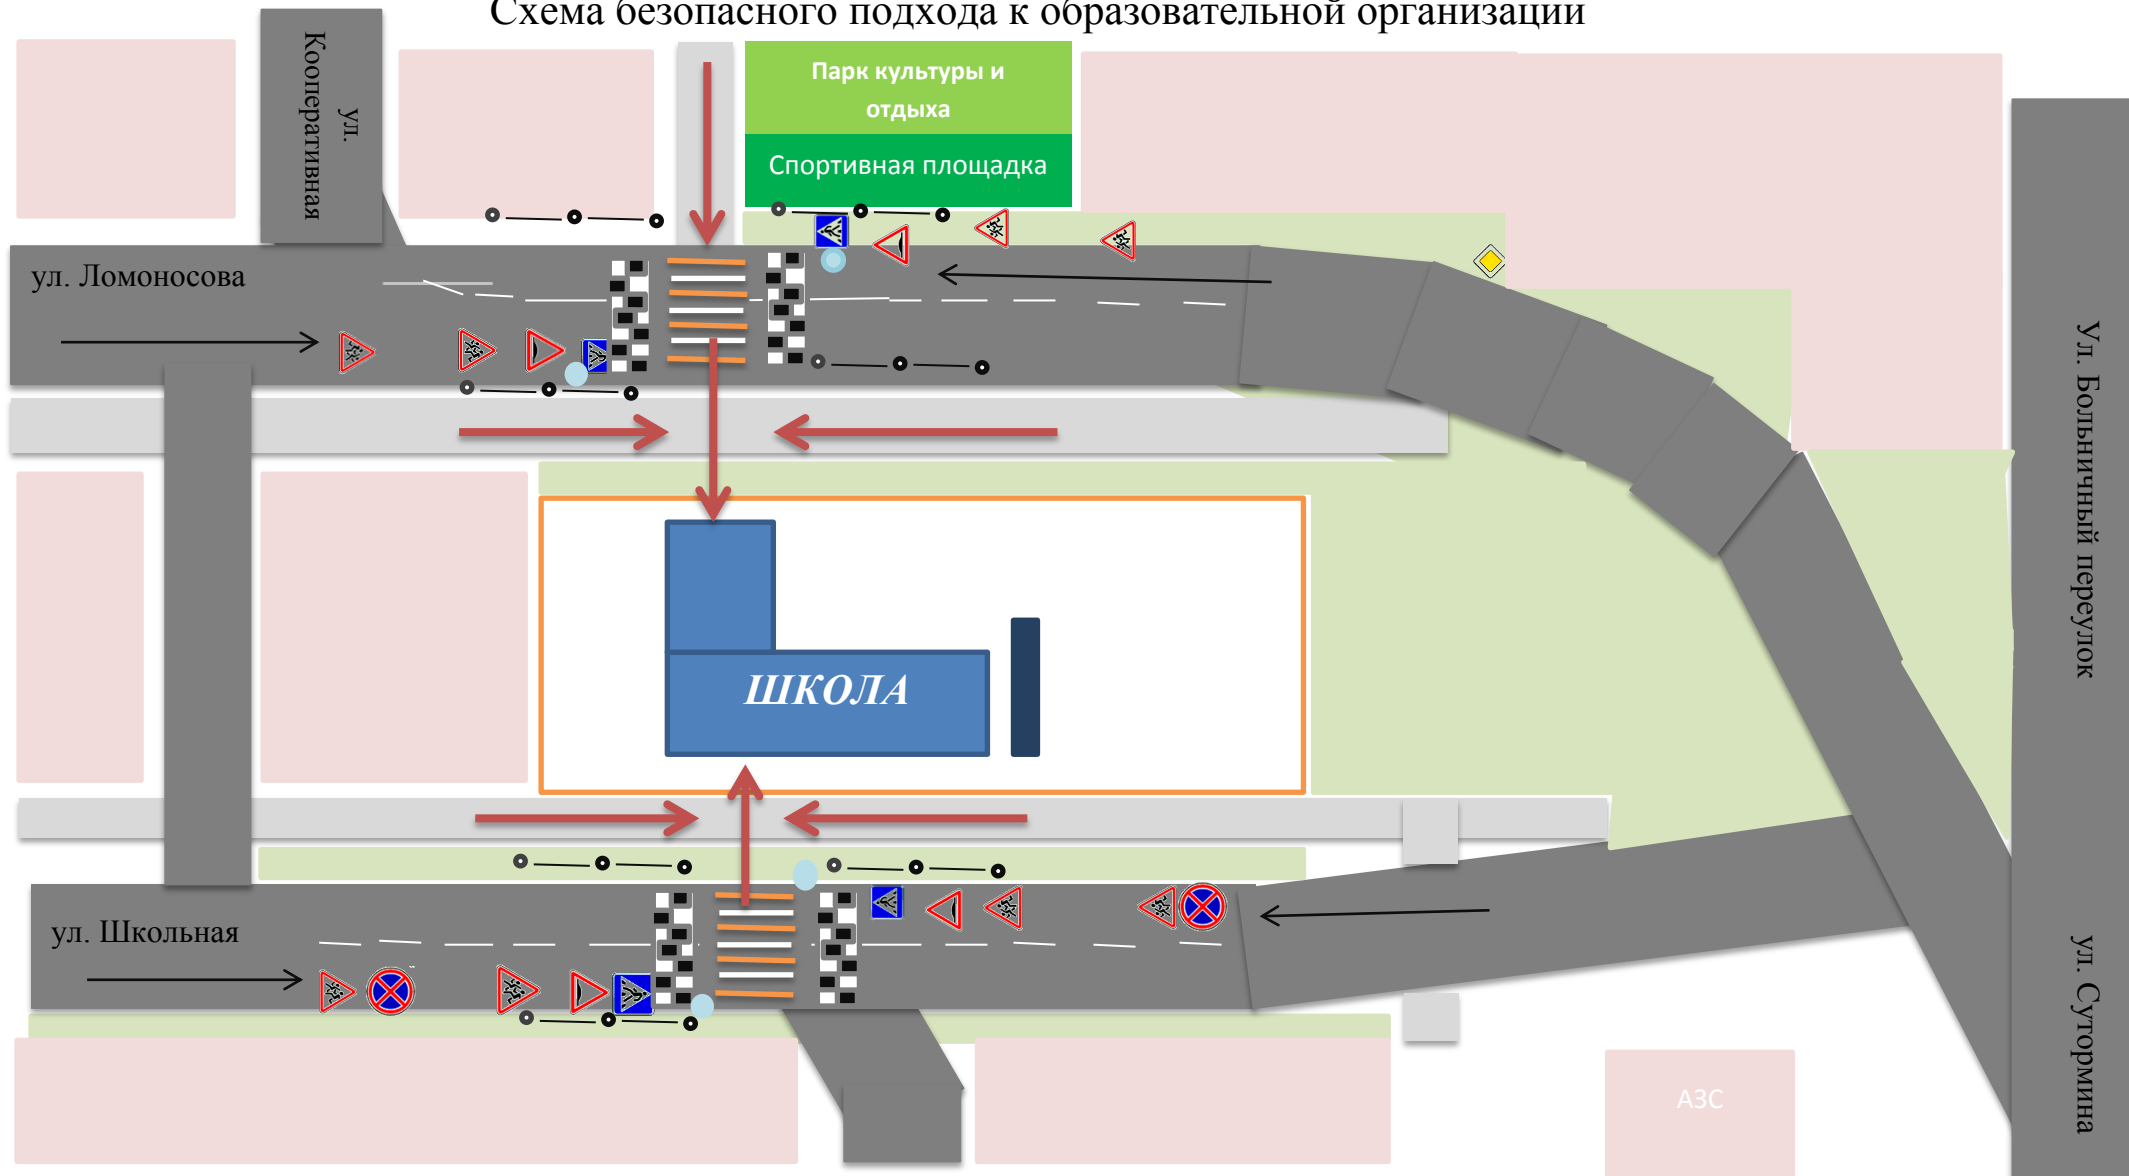 Схема безопасного подхода к образовательной организации
ул.
Кооперативная
Парк культуры и
отдыха
Спортивная площадка
ул. Ломоносова
Ул. Больничный переулок
ШКОЛА
ул. Школьная
ул. Сутормина
АЗС